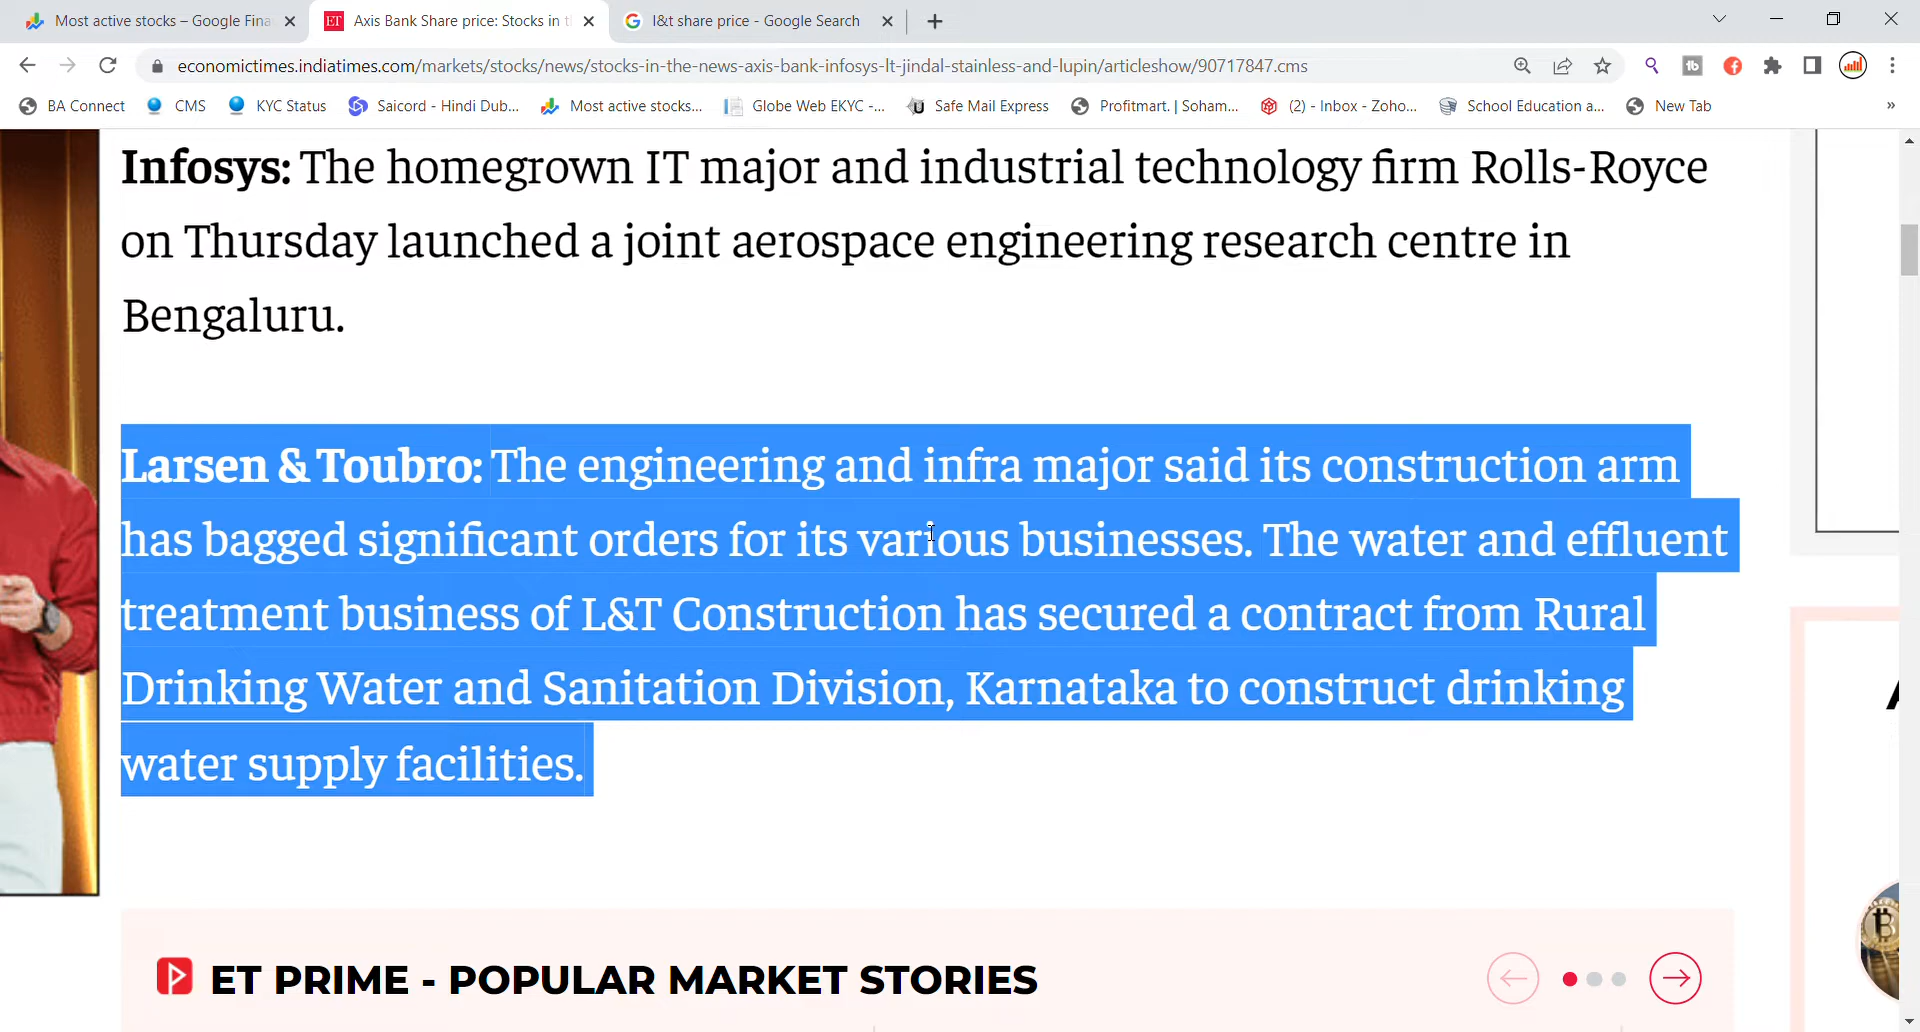 Most active stocks – Google Fina
Axis Bank Share price: Stocks in t
l&t share price - Google Search
economictimes.indiatimes.com/markets/stocks/news/stocks-in-the-news-axis-bank-infosys-lt-jindal-stainless-and-lupin/articleshow/90717847.cms
BA Connect
CMS
KYC Status
Saicord - Hindi Dub...
Most active stocks...
Globe Web EKYC -...
Safe Mail Express
Profitmart. | Soham...
(2) - Inbox - Zoho...
School Education a...
New Tab
»
Infosys: The homegrown IT major and industrial technology firm Rolls-Royce
on Thursday launched a joint aerospace engineering research centre in
Bengaluru.
Larsen & Toubro: The engineering and infra major said its construction arm
has bagged significant orders for its various businesses. The water and effluent
treatment business of L&T Construction has secured a contract from Rural
Drinking Water and Sanitation Division, Karnataka to construct drinking
water supply facilities.
ET PRIME - POPULAR MARKET STORIES